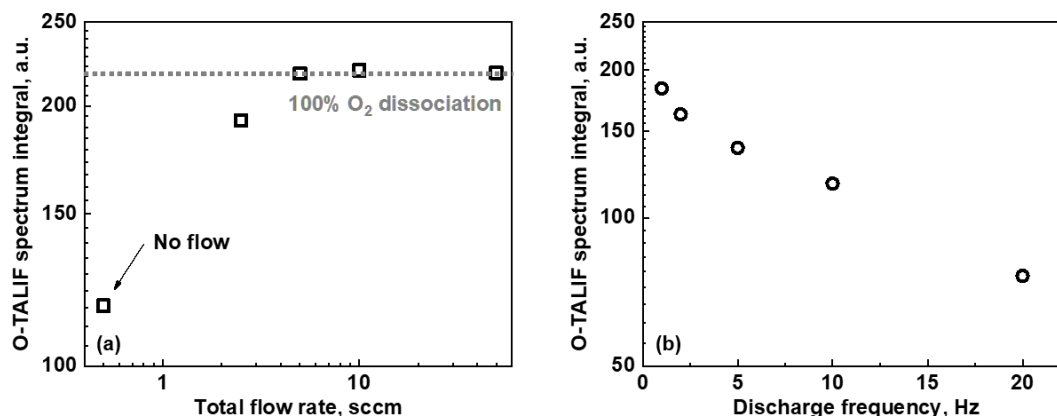 250
200
150
100
O-TALIF spectrum integral, a.u.
100% O₂ dissociation
No flow
(a)
1
10
Total flow rate, sccm
250
200
150
100
50
O-TALIF spectrum integral, a.u.
(b)
0
5
10
15
20
Discharge frequency, Hz